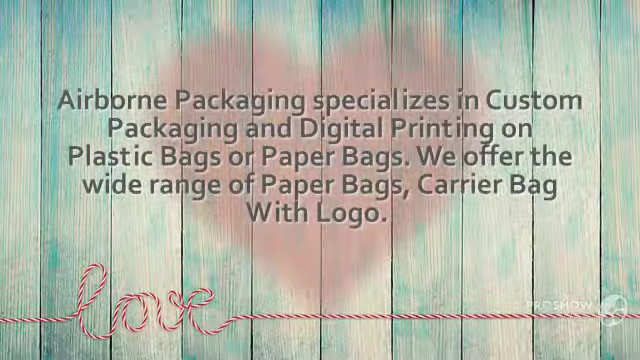 Airborne Packaging specializes in Custom
Packaging and Digital Printing on
Plastic Bags or Paper Bags. We offer the
wide range of Paper Bags, Carrier Bag
With Logo.
love
PROSHOW